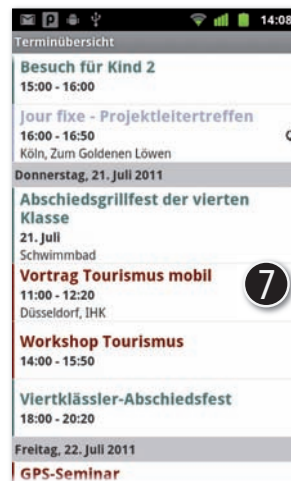 14:08
Terminübersicht
Besuch für Kind 2
15:00 - 16:00
Jour fixe - Projektleitertreffen
16:00 - 16:50
Köln, Zum Goldenen Löwen
Donnerstag, 21. Juli 2011
Abschiedsgrillfest der vierten
Klasse
21. Juli
Schwimmbad
Vortrag Tourismus mobil
11:00 - 12:20
7
Düsseldorf, IHK
Workshop Tourismus
14:00 - 15:50
Viertklässler-Abschiedsfest
18:00 - 20:20
Freitag, 22. Juli 2011
GPS-Seminar